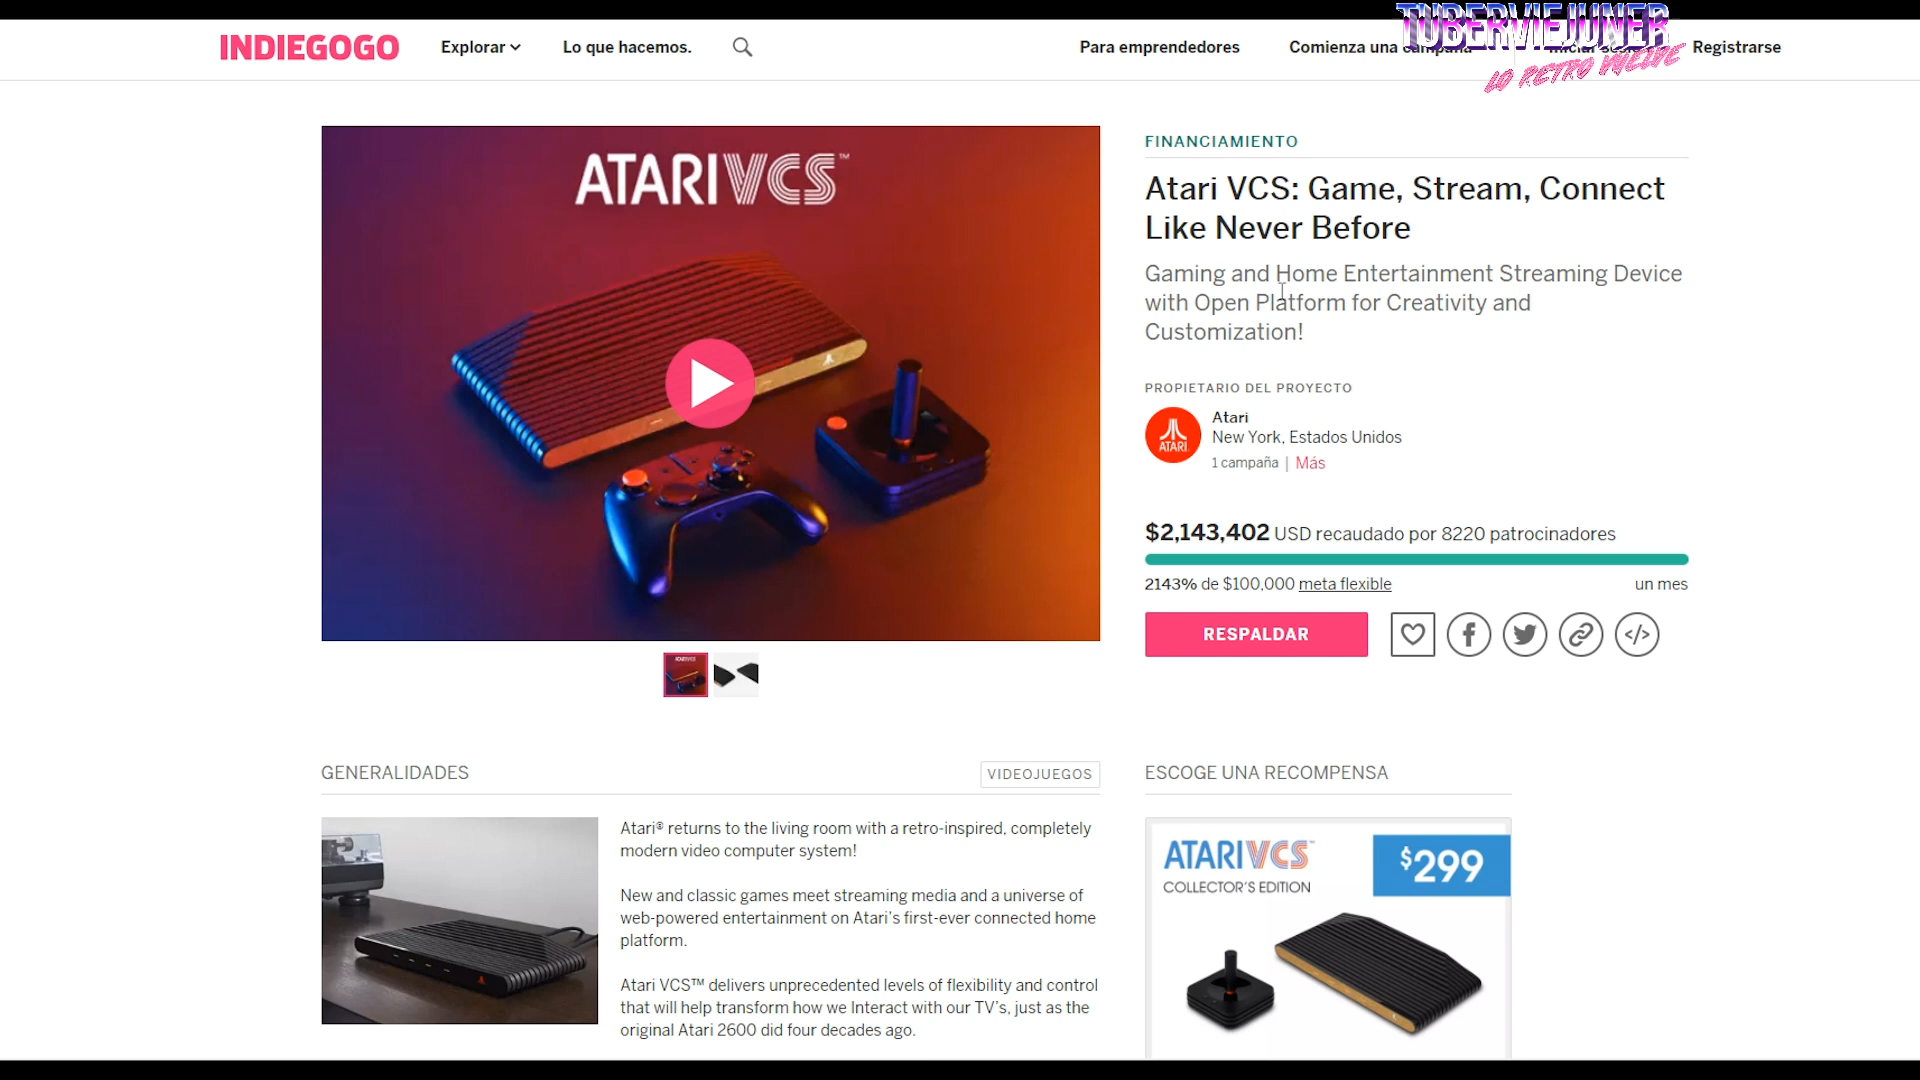 INDIEGOGO
Explorar
Lo que hacemos.
Para emprendedores
Comienza una campaña
Iniciar sesión
Registrarse
TUBERVIEJUNER
LO RETRO VUELVE
ATARI VCS™
FINANCIAMIENTO
Atari VCS: Game, Stream, Connect
Like Never Before
Gaming and Home Entertainment Streaming Device
with Open Platform for Creativity and
Customization!
PROPIETARIO DEL PROYECTO
ATARI
Atari
New York, Estados Unidos
1 campaña | Más
$2,143,402 USD recaudado por 8220 patrocinadores
2143% de $100,000 meta flexible
un mes
RESPALDAR
GENERALIDADES
VIDEOJUEGOS
Atari® returns to the living room with a retro-inspired, completely
modern video computer system!
New and classic games meet streaming media and a universe of
web-powered entertainment on Atari's first-ever connected home
platform.
Atari VCS™ delivers unprecedented levels of flexibility and control
that will help transform how we Interact with our TV's, just as the
original Atari 2600 did four decades ago.
ESCOGE UNA RECOMPENSA
ATARI VCS™
COLLECTOR'S EDITION
$299